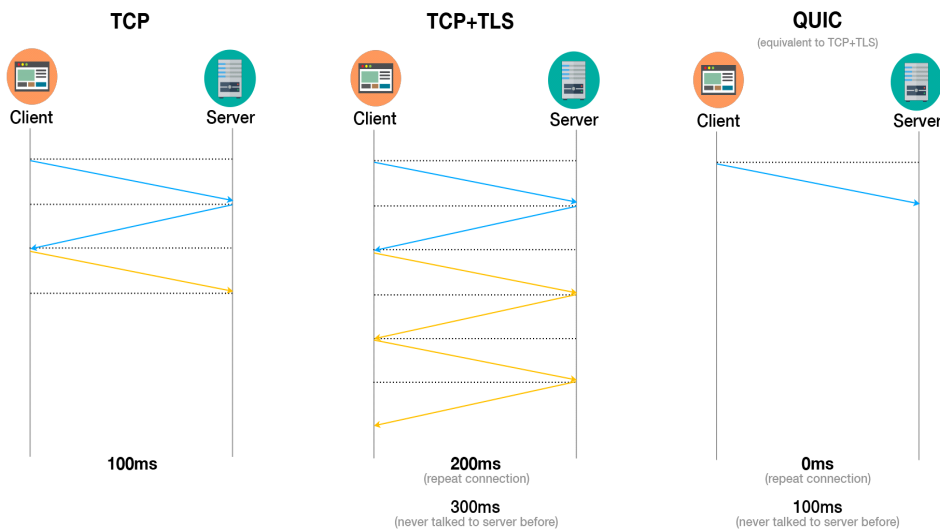 TCP
TCP+TLS
QUIC
(equivalent to TCP+TLS)
Client
Server
Client
Server
Client
Server
100ms
200ms
(repeat connection)
0ms
(repeat connection)
300ms
(never talked to server before)
100ms
(never talked to server before)